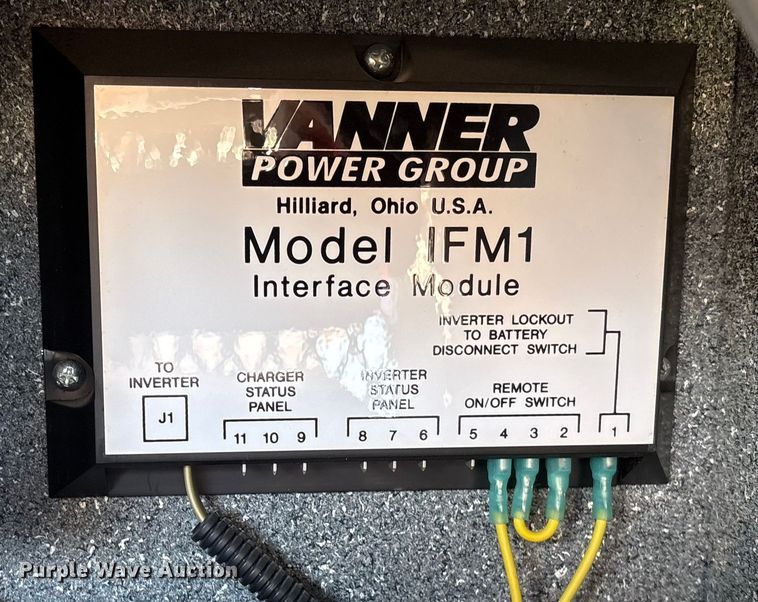 VANNER
POWER GROUP
Hilliard, Ohio U.S.A.
Model IFM1
Interface Module
INVERTER LOCKOUT
TO BATTERY
DISCONNECT SWITCH
TO
INVERTER
J1
CHARGER
STATUS
PANEL
11 10 9
INVERTER
STATUS
PANEL
8 7 6
REMOTE
ON/OFF SWITCH
5 4 3 2
1
Purple Wave Auction